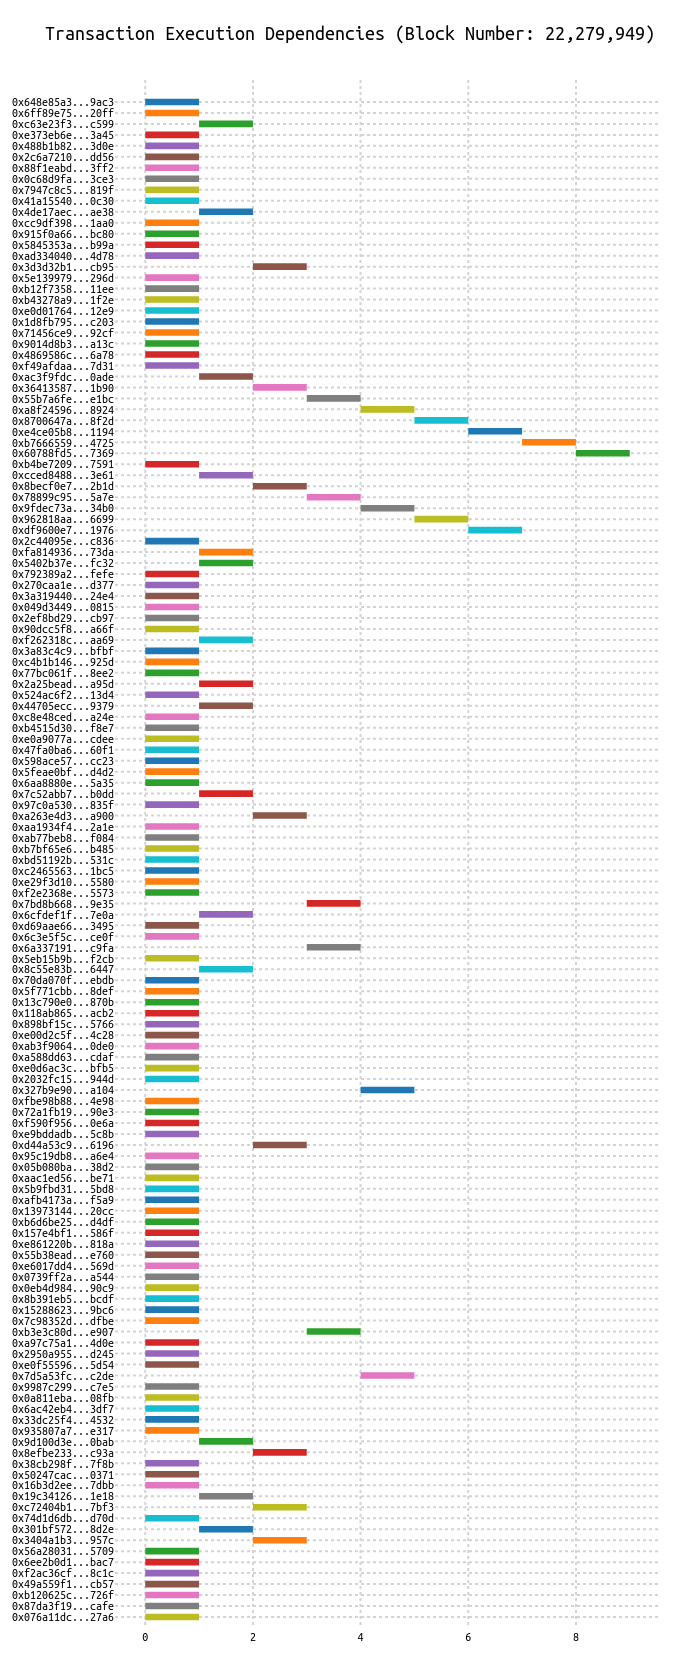 Transaction Execution Dependencies (Block Number: 22,279,949)
0x648e85a3...9ac3
0x6ff89e75...20ff
0xc63e23f3...c599
0xe373eb6e...3a45
0x488b1b82...3d0e
0x2c6a7210...dd56
0x88f1eabd...3ff2
0x0c68d9fa...3ce3
0x7947c8c5...819f
0x41a15540...0c30
0x4de17aec...ae38
0xcc9df398...1aa0
0x915f0a66...bc80
0x5845353a...b99a
0xad334040...4d78
0x3d3d32b1...cb95
0x5e139979...296d
0xb12f7358...11ee
0xb43278a9...1f2e
0xe0d01764...12e9
0x1d8fb795...c203
0x71456ce9...92cf
0x9014d8b3...a13c
0x4869586c...6a78
0xf49afdaa...7d31
0xac3f9fdc...0ade
0x36413587...1b90
0x55b7a6fe...e1bc
0xa8f24596...8924
0x8700647a...8f2d
0xe4ce05b8...1194
0xb7666559...4725
0x60788fd5...7369
0xb4be7209...7591
0xcced8488...3e61
0x8becf0e7...2b1d
0x78899c95...5a7e
0x9fdec73a...34b0
0x962818aa...6699
0xdf9600e7...1976
0x2c44095e...c836
0xfa814936...73da
0x5402b37e...fc32
0x792389a2...fefe
0x270caa1e...d377
0x3a319440...24e4
0x049d3449...0815
0x2ef8bd29...cb97
0x90dcc5f8...a66f
0xf262318c...aa69
0x3a83c4c9...bfbf
0xc4b1b146...925d
0x77bc061f...8ee2
0x2a25bead...a95d
0x524ac6f2...13d4
0x44705ecc...9379
0xc8e48ced...a24e
0xb4515d30...f8e7
0xe0a9077a...cdee
0x47fa0ba6...60f1
0x598ace57...cc23
0x5feae0bf...d4d2
0x6aa8880e...5a35
0x7c52abb7...b0dd
0x97c0a530...835f
0xa263e4d3...a900
0xaa1934f4...2a1e
0xab77beb8...f084
0xb7bf65e6...b485
0xbd51192b...531c
0xc2465563...1bc5
0xe29f3d10...5580
0xf2e2368e...5573
0x7bd8b668...9e35
0x6cfdef1f...7e0a
0xd69aae66...3495
0x6c3e5f5c...ce0f
0x6a337191...c9fa
0x5eb15b9b...f2cb
0x8c55e83b...6447
0x70da070f...ebdb
0x5f771cbb...8def
0x13c790e0...870b
0x118ab865...acb2
0x898bf15c...5766
0xe00d2c5f...4c28
0xab3f9064...0de0
0xa588dd63...cdaf
0xe0d6ac3c...bfb5
0x2032fc15...944d
0x327b9e90...a104
0xfbe98b88...4e98
0x72a1fb19...90e3
0xf590f956...0e6a
0xe9bddadb...5c8b
0xd44a53c9...6196
0x95c19db8...a6e4
0x05b080ba...38d2
0xaac1ed56...be71
0x5b9fbd31...5bd8
0xafb4173a...f5a9
0x13973144...20cc
0xb6d6be25...d4df
0x157e4bf1...586f
0xe861220b...818a
0x55b38ead...e760
0xe6017dd4...569d
0x0739ff2a...a544
0x0eb4d984...90c9
0x8b391eb5...bcdf
0x15288623...9bc6
0x7c98352d...dfbe
0xb3e3c80d...e907
0xa97c75a1...4d0e
0x2950a955...d245
0xe0f55596...5d54
0x7d5a53fc...c2de
0x9987c299...c7e5
0x0a811eba...08fb
0x6ac42eb4...3df7
0x33dc25f4...4532
0x935807a7...e317
0x9d100d3e...0bab
0x8efbe233...c93a
0x38cb298f...7f8b
0x50247cac...0371
0x16b3d2ee...7dbb
0x19c34126...1e18
0xc72404b1...7bf3
0x74d1d6db...d70d
0x301bf572...8d2e
0x3404a1b3...957c
0x56a28031...5709
0x6ee2b0d1...bac7
0xf2ac36cf...8c1c
0x49a559f1...cb57
0xb120625c...726f
0x87da3f19...cafe
0x076a11dc...27a6
0 2 4 6 8